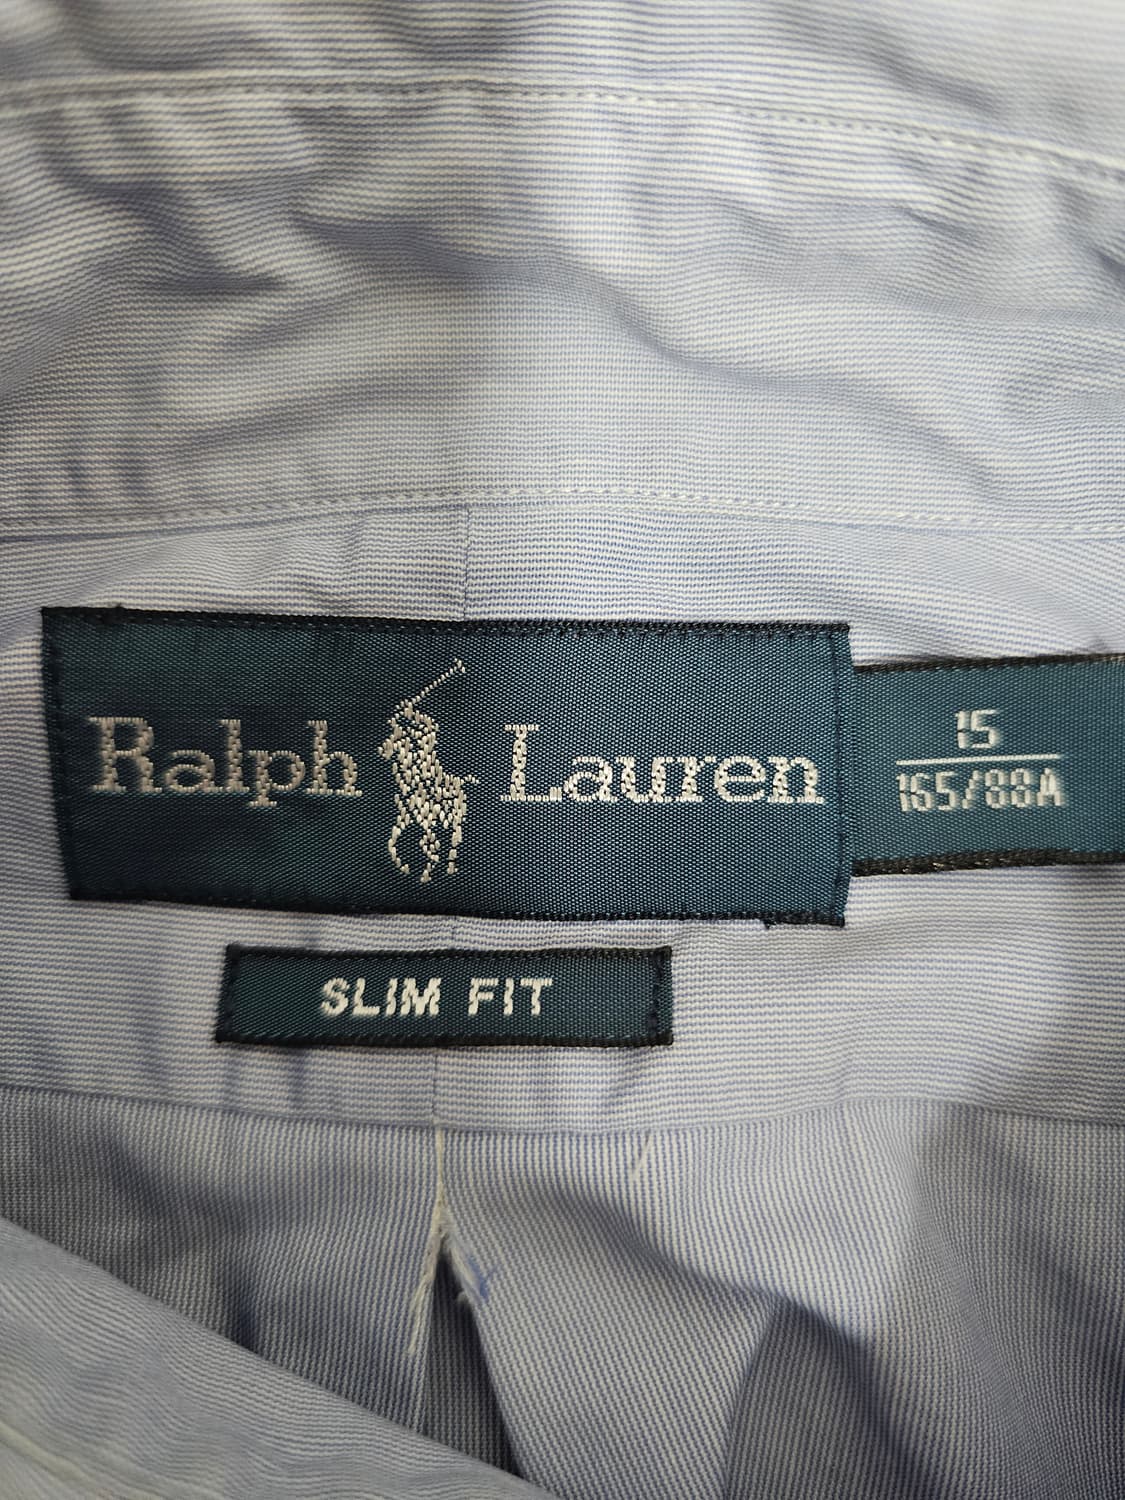 Ralph Lauren
15
165/88A
SLIM FIT